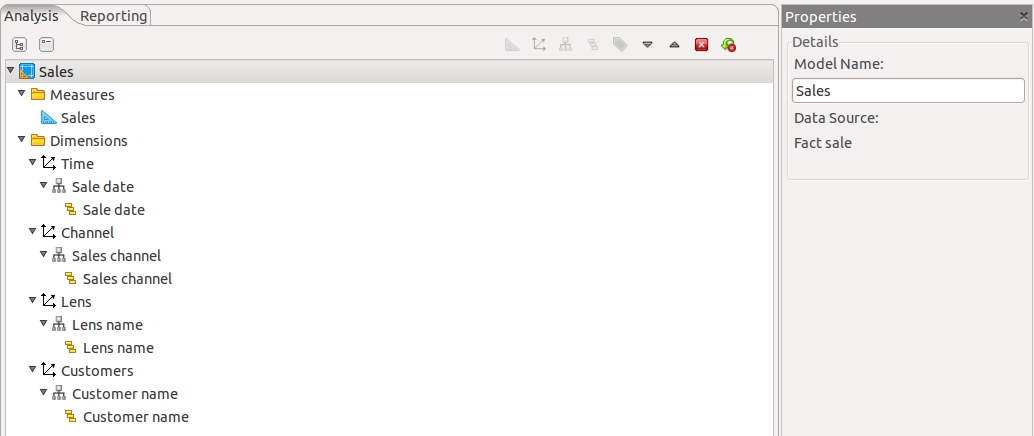 Analysis Reporting
Sales
Measures
Sales
Dimensions
Time
Sale date
Sale date
Channel
Sales channel
Sales channel
Lens
Lens name
Lens name
Customers
Customer name
Customer name
Properties
Details
Model Name:
Sales
Data Source:
Fact sale